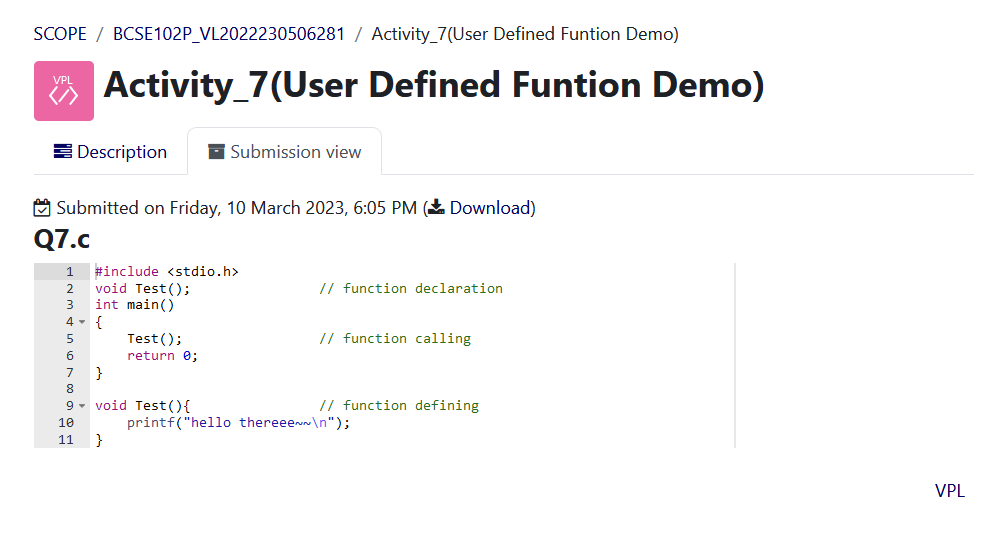 SCOPE / BCSE102P_VL2022230506281 / Activity_7(User Defined Funtion Demo)
VPL
</>
Activity_7(User Defined Funtion Demo)
Description Submission view
Submitted on Friday, 10 March 2023, 6:05 PM (Download)
Q7.c
1 #include <stdio.h>
2 void Test(); // function declaration
3 int main()
4 {
5 Test(); // function calling
6 return 0;
7 }
8
9 void Test(){ // function defining
10 printf("hello thereee~~\n");
11 }
VPL